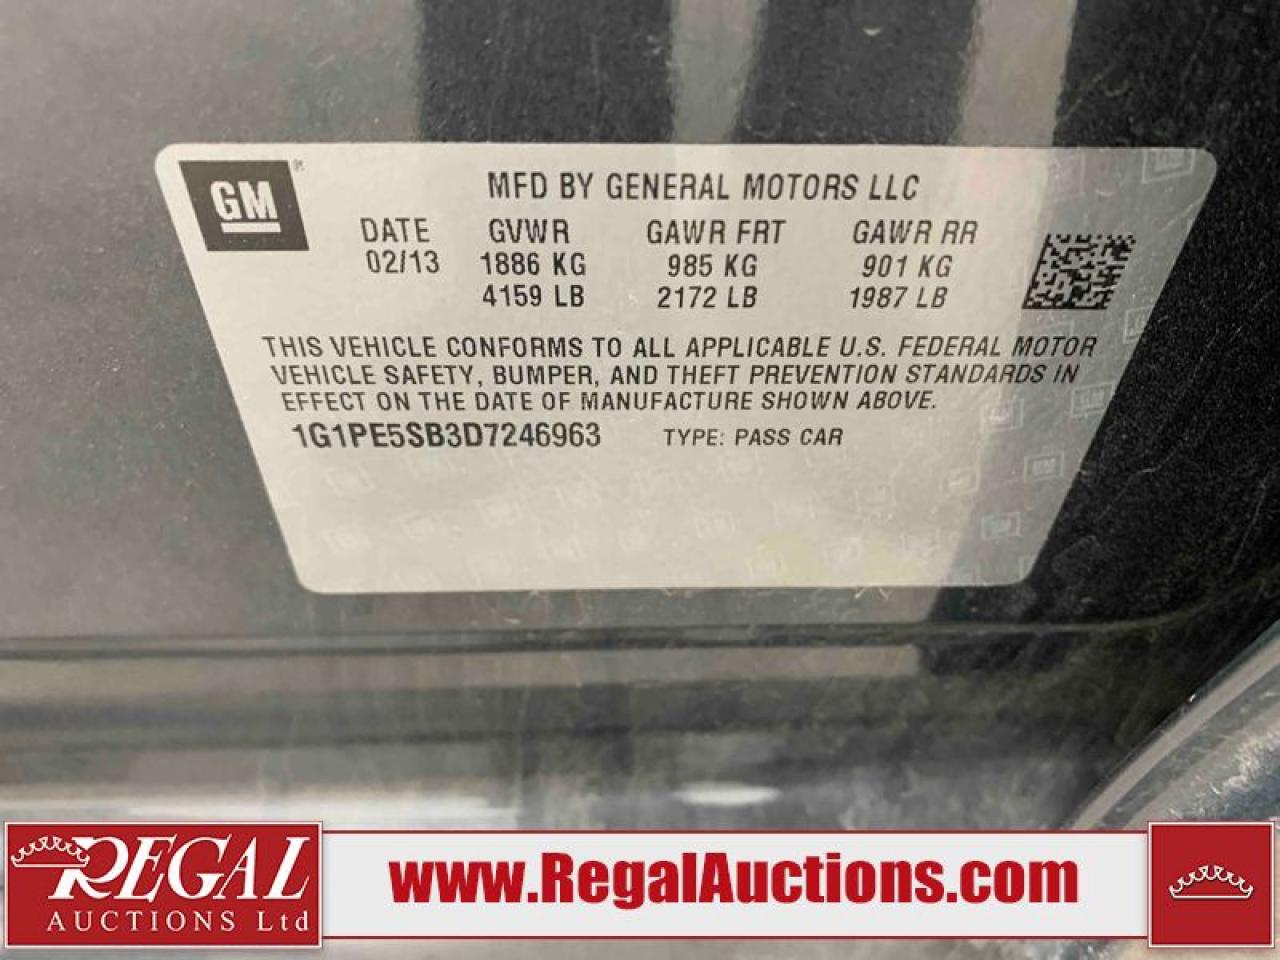 GM
MFD BY GENERAL MOTORS LLC
DATE GVWR GAWR FRT GAWR RR
02/13 1886 KG 985 KG 901 KG
4159 LB 2172 LB 1987 LB
THIS VEHICLE CONFORMS TO ALL APPLICABLE U.S. FEDERAL MOTOR
VEHICLE SAFETY, BUMPER, AND THEFT PREVENTION STANDARDS IN
EFFECT ON THE DATE OF MANUFACTURE SHOWN ABOVE.
1G1PE5SB3D7246963 TYPE: PASS CAR
REGAL
AUCTIONS Ltd
www.RegalAuctions.com